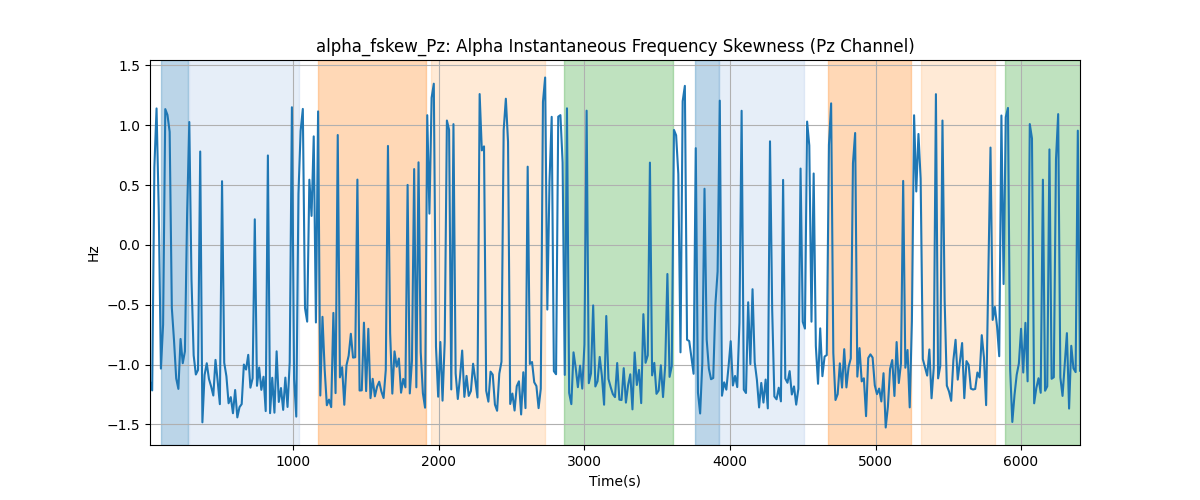 alpha_fskew_Pz: Alpha Instantaneous Frequency Skewness (Pz Channel)
1.5
1.0
0.5
0.0
−0.5
−1.0
−1.5
Hz
1000 2000 3000 4000 5000 6000
Time(s)